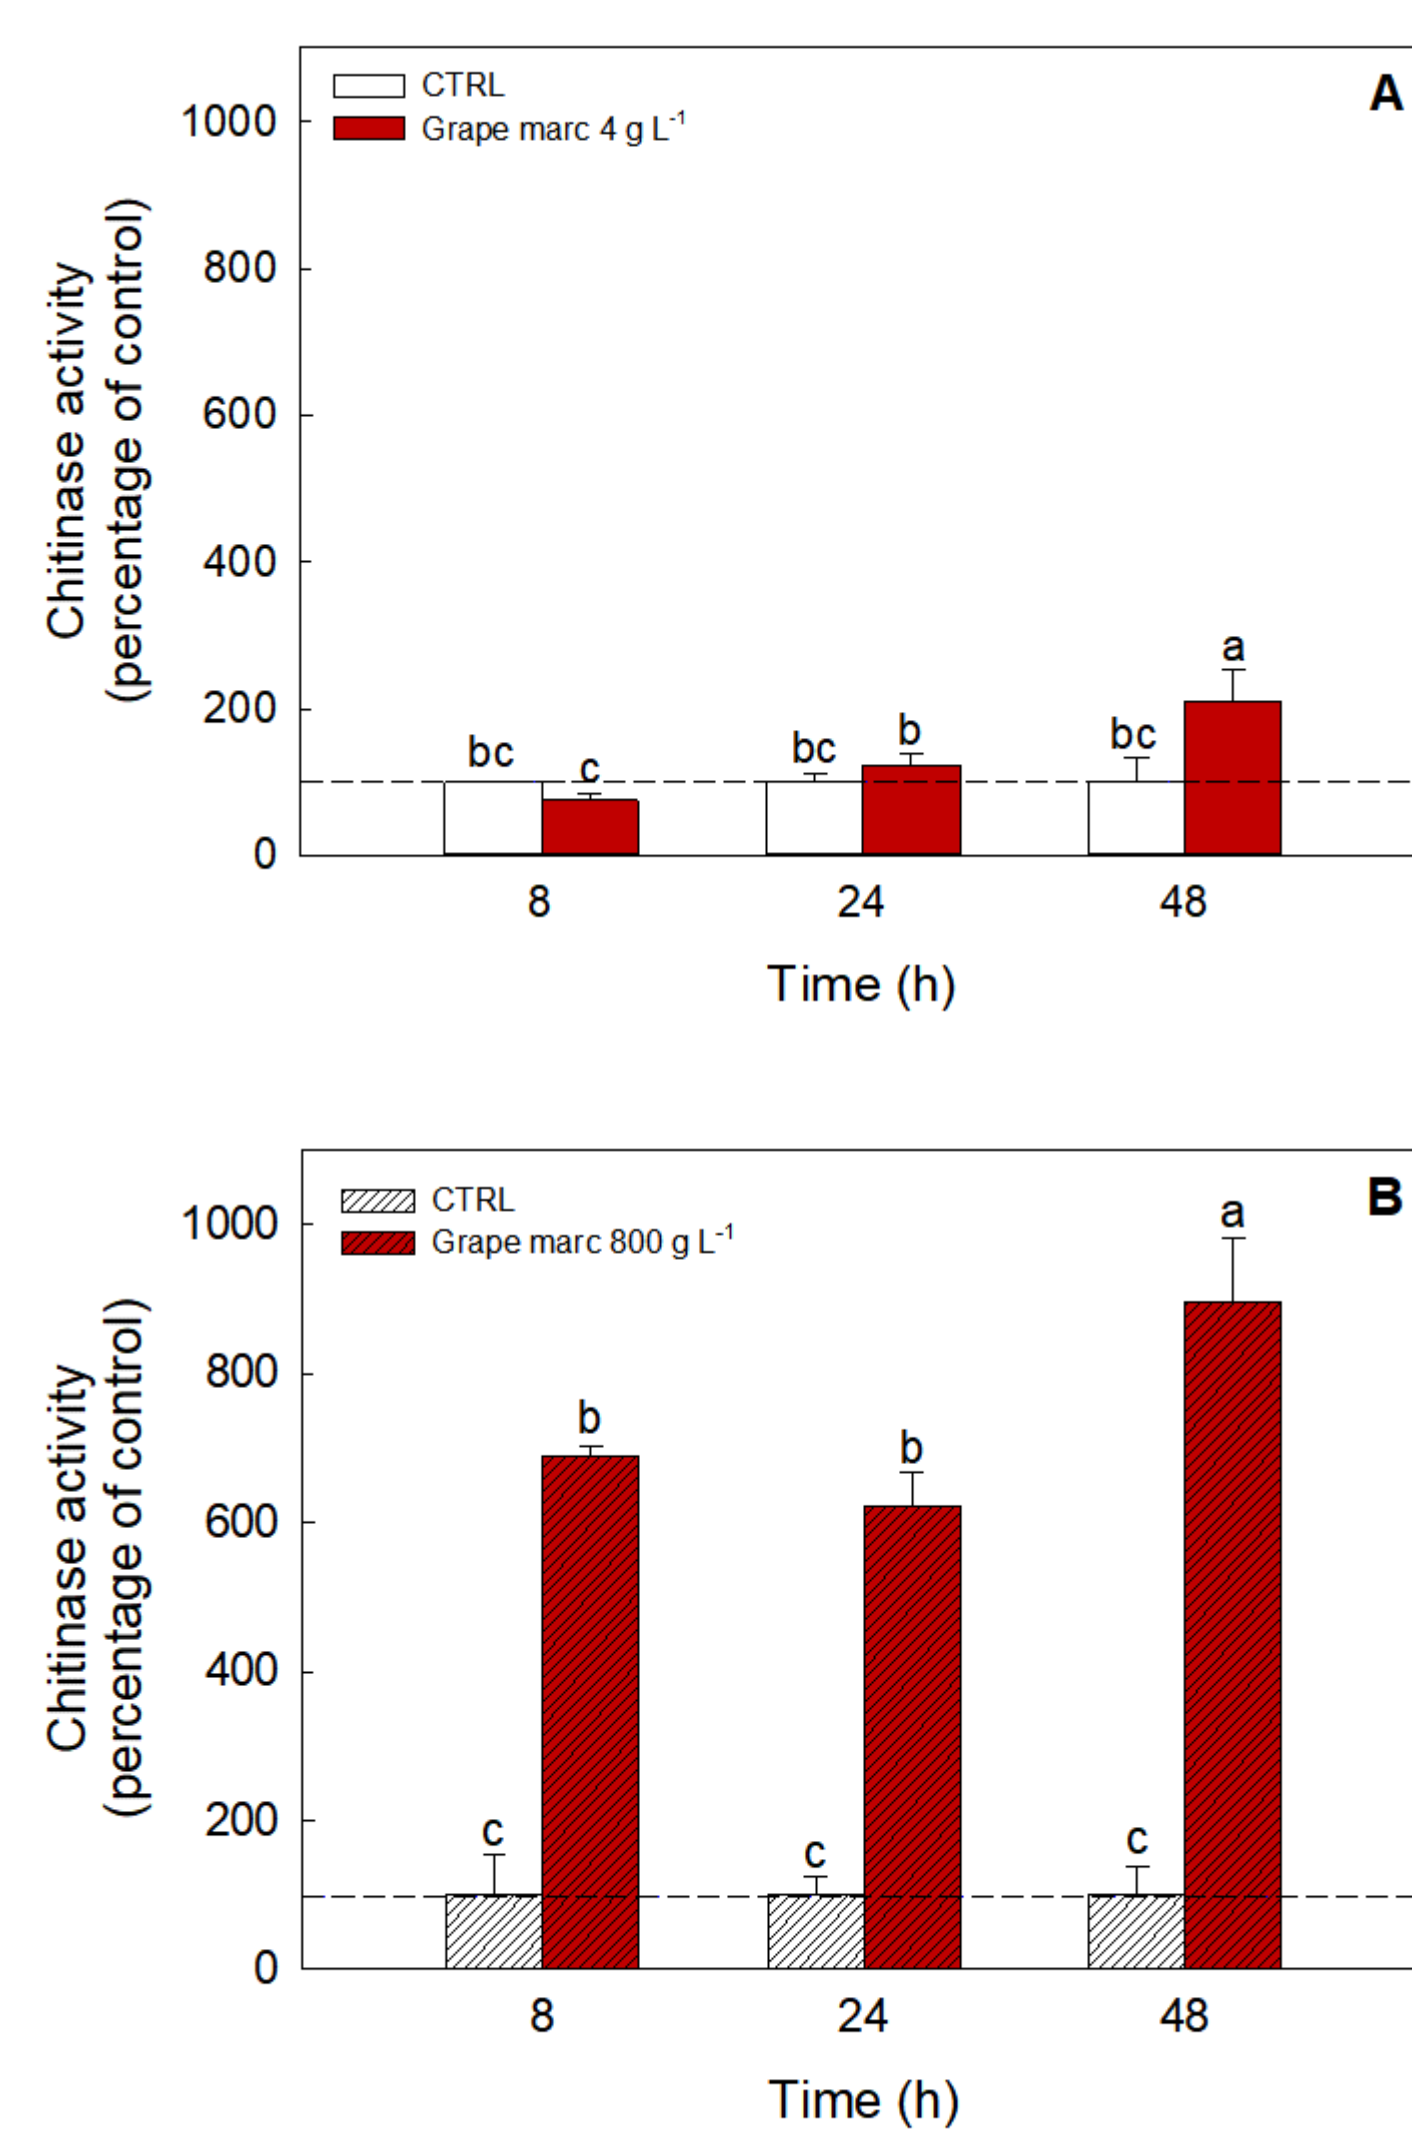 CTRL
Grape marc 4 g L-1
A
1000
800
600
400
200
0
Chitinase activity
(percentage of control)
bc
c
bc
b
bc
a
8
24
48
Time (h)
CTRL
Grape marc 800 g L-1
B
1000
800
600
400
200
0
Chitinase activity
(percentage of control)
c
b
c
b
c
a
8
24
48
Time (h)